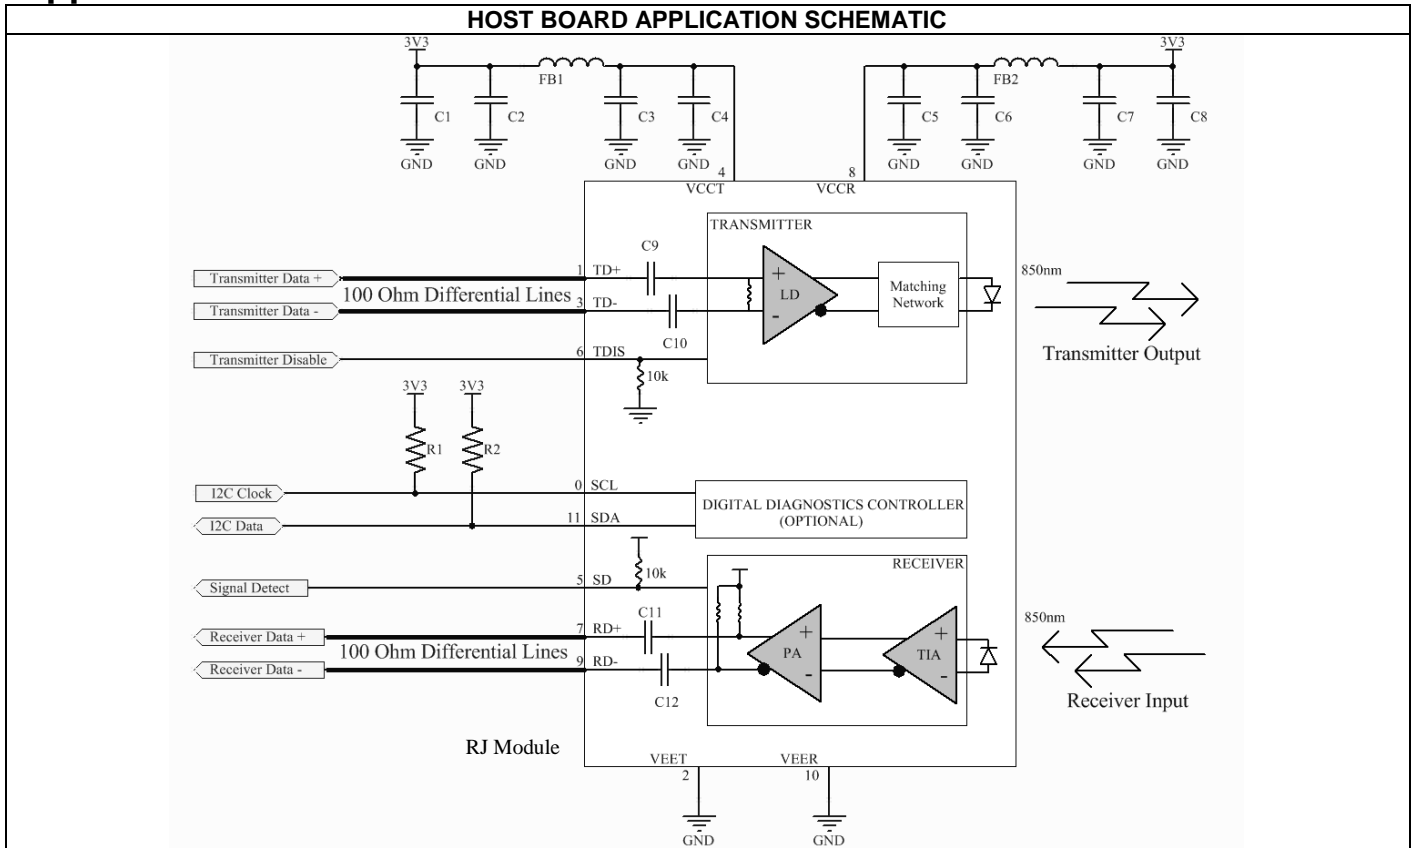 HOST BOARD APPLICATION SCHEMATIC
3V3
3V3
FB1
FB2
C1
C2
C3
C4
C5
C6
C7
C8
GND
GND
GND
GND
GND
GND
GND
GND
4
8
VCCT
VCCR
TRANSMITTER
C9
Transmitter Data +
1
TD+
+
LD
-
Matching
Network
850nm
100 Ohm Differential Lines
Transmitter Data -
3
TD-
C10
Transmitter Output
Transmitter Disable
6
TDIS
10k
3V3
3V3
R1
R2
I2C Clock
0
SCL
DIGITAL DIAGNOSTICS CONTROLLER
(OPTIONAL)
I2C Data
11
SDA
RECEIVER
10k
Signal Detect
5
SD
C11
850nm
Receiver Data +
7
RD+
+
PA
-
+
TIA
-
100 Ohm Differential Lines
Receiver Data -
9
RD-
C12
Receiver Input
RJ Module
VEET
VEER
2
10
GND
GND